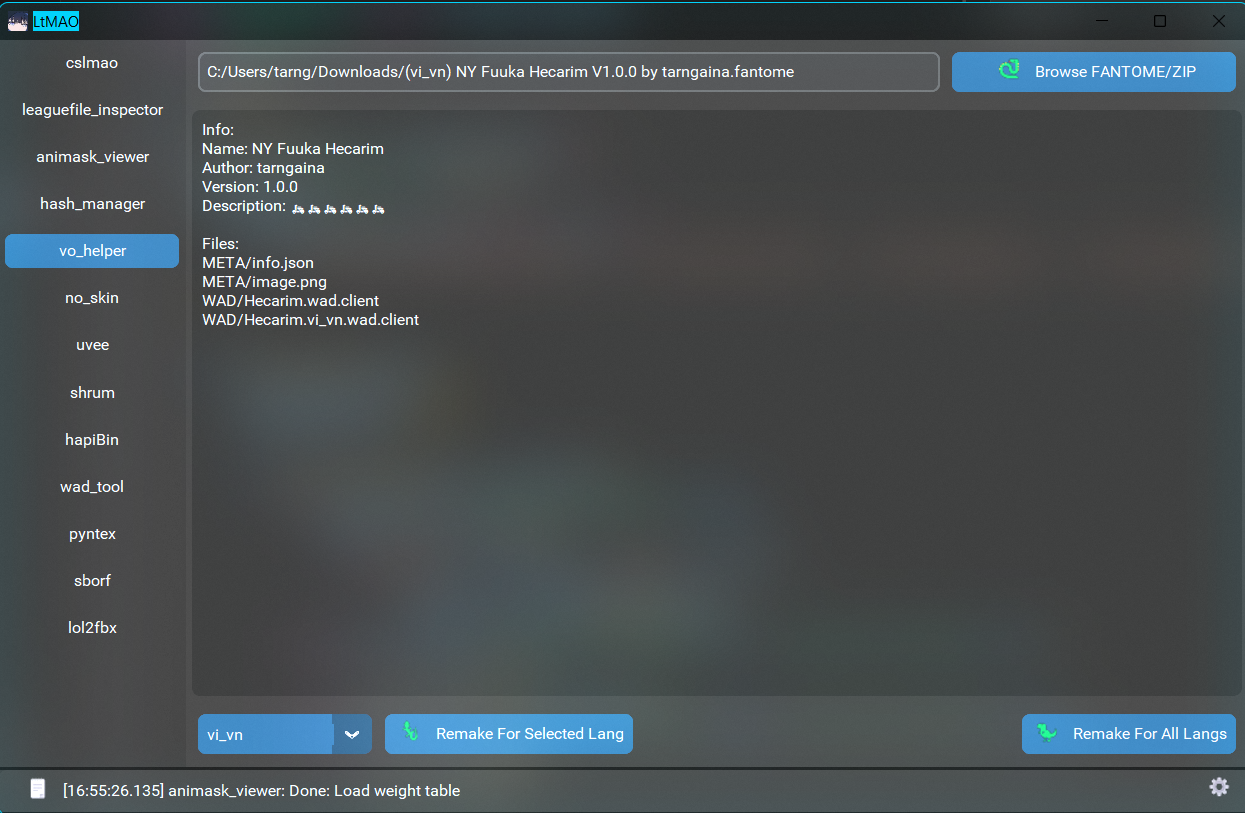 LtMAO
cslmao
leaguefile_inspector
animask_viewer
hash_manager
vo_helper
no_skin
uvee
shrum
hapiBin
wad_tool
pyntex
sborf
lol2fbx
C:/Users/tarng/Downloads/(vi_vn) NY Fuuka Hecarim V1.0.0 by tarngaina.fantome
Browse FANTOME/ZIP
Info:
Name: NY Fuuka Hecarim
Author: tarngaina
Version: 1.0.0
Description:
Files:
META/info.json
META/image.png
WAD/Hecarim.wad.client
WAD/Hecarim.vi_vn.wad.client
vi_vn
Remake For Selected Lang
Remake For All Langs
[16:55:26.135] animask_viewer: Done: Load weight table